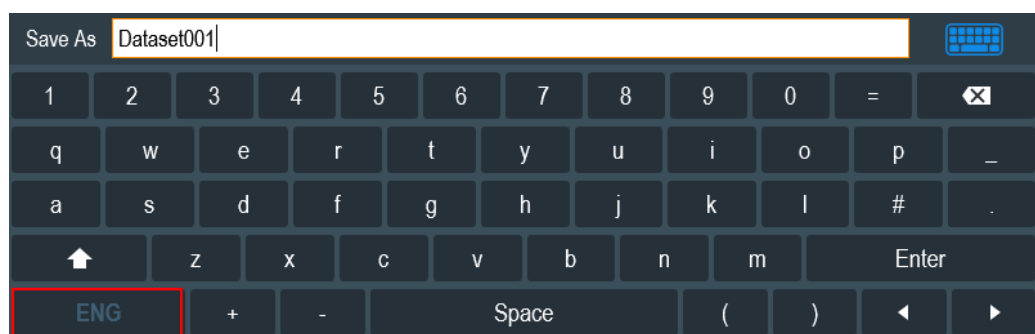 Save As Dataset001
1 2 3 4 5 6 7 8 9 0 =
q w e r t y u i o p _
a s d f g h j k l # .
z x c v b n m Enter
ENG + - Space ( )